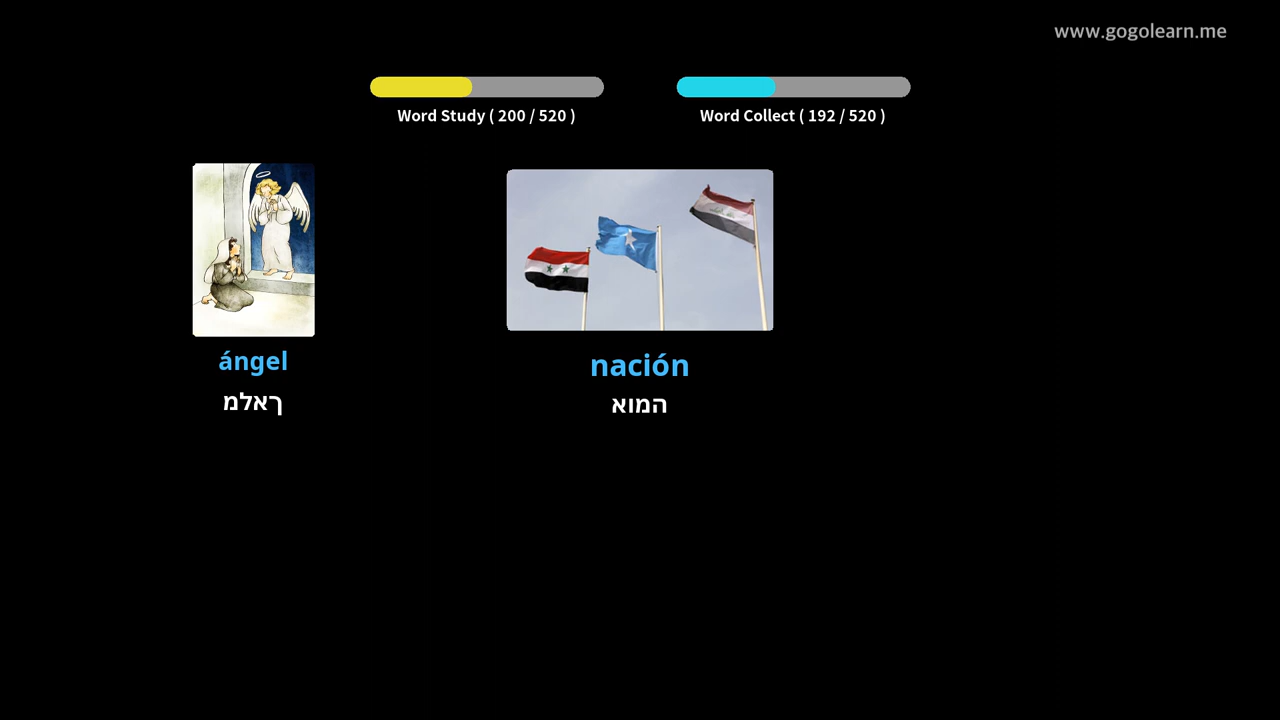 www.gogolearn.me
Word Study ( 200 / 520 )
Word Collect ( 192 / 520 )
ángel
ךאלמ
nación
המוא